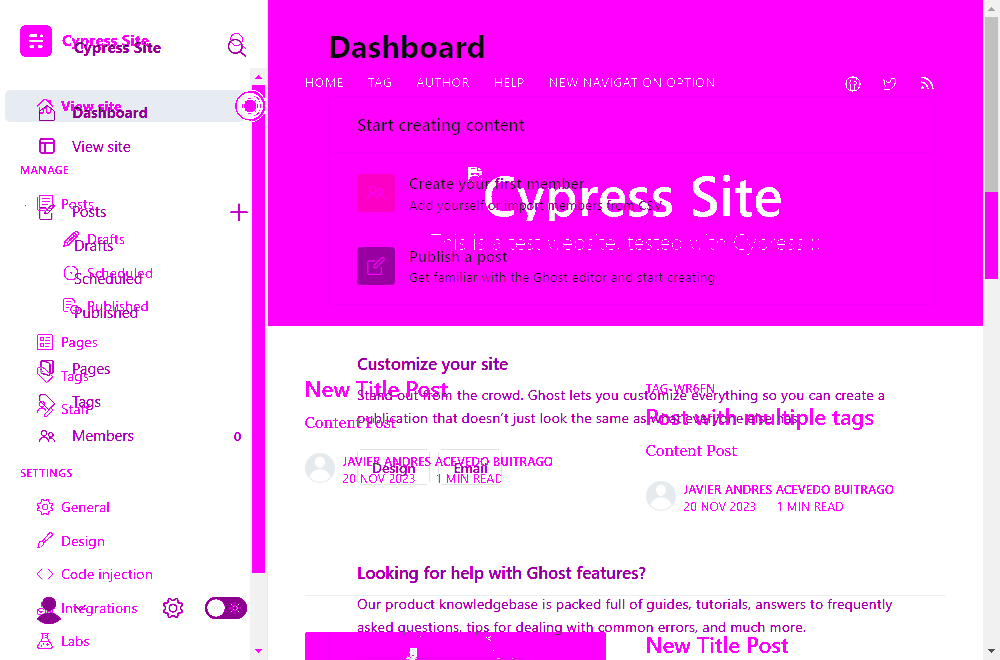 Cypress Site
Cypress Site
View site
Dashboard
View site
MANAGE
Posts
Posts
Drafts
Drafts
Scheduled
Scheduled
Published
Published
Pages
Pages
Tags
Tags
Staff
Members 0
SETTINGS
General
Design
Code injection
Integrations
Labs
Dashboard
HOME TAG AUTHOR HELP NEW NAVIGATION OPTION
Start creating content
Create your first member
Cypress Site
Add yourself or import members from CSV
This is a test website, tested with Cypress :
Publish a post
Get familiar with the Ghost editor and start creating
Customize your site
New Title Post
TAG-WR6FN
Stand out from the crowd. Ghost lets you customize everything so you can create a
publication that doesn’t just look the same as what everyone else has.
Post with multiple tags
Content Post
Content Post
JAVIER ANDRES ACEVEDO BUITRAGO
Design Email
20 NOV 2023 1 MIN READ
JAVIER ANDRES ACEVEDO BUITRAGO
20 NOV 2023 1 MIN READ
Looking for help with Ghost features?
Our product knowledgebase is packed full of guides, tutorials, answers to frequently
asked questions, tips for dealing with common errors, and much more.
New Title Post